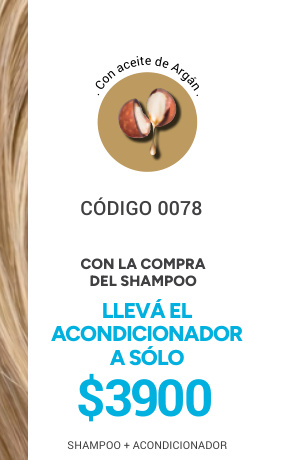 • Con aceite de Argán •
CÓDIGO 0078
CON LA COMPRA
DEL SHAMPOO
LLEVÁ EL
ACONDICIONADOR
A SÓLO
$3900
SHAMPOO + ACONDICIONADOR